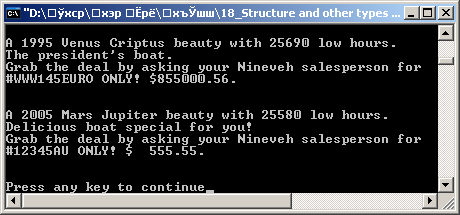 "D:\□ўхср\□хэр □Ёрё\□хъЎшш\18_Structure and other types ...
A 1995 Venus Criptus beauty with 25690 low hours.
The president's boat.
Grab the deal by asking your Nineveh salesperson for
#WWW145EURO ONLY! $855000.56.
A 2005 Mars Jupiter beauty with 25580 low hours.
Delicious boat special for you!
Grab the deal by asking your Nineveh salesperson for
#12345AU ONLY! $  555.55.
Press any key to continue_